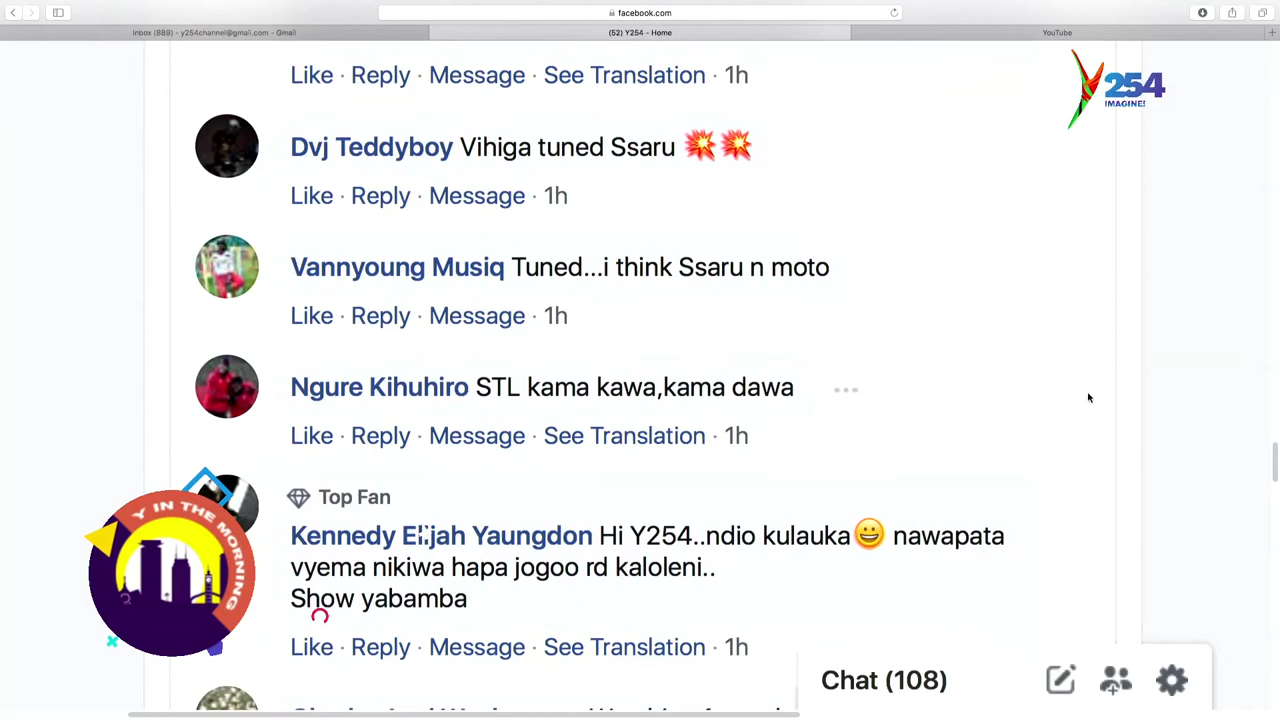 facebook.com
Inbox (889) - y254channel@gmail.com - Gmail
(52) Y254 - Home
YouTube
Like · Reply · Message · See Translation · 1h
254
IMAGINE!
Dvj Teddyboy Vihiga tuned Ssaru 💥💥
Like · Reply · Message · 1h
Vannyoung Musiq Tuned...i think Ssaru n moto
Like · Reply · Message · 1h
Ngure Kihuhiro STL kama kawa,kama dawa
Like · Reply · Message · See Translation · 1h
Top Fan
Kennedy Elijah Yaungdon Hi Y254..ndio kulauka😀 nawapata
vyema nikiwa hapa jogoo rd kaloleni..
Show yabamba
Like · Reply · Message · See Translation · 1h
Y IN THE MORNING
Chat (108)